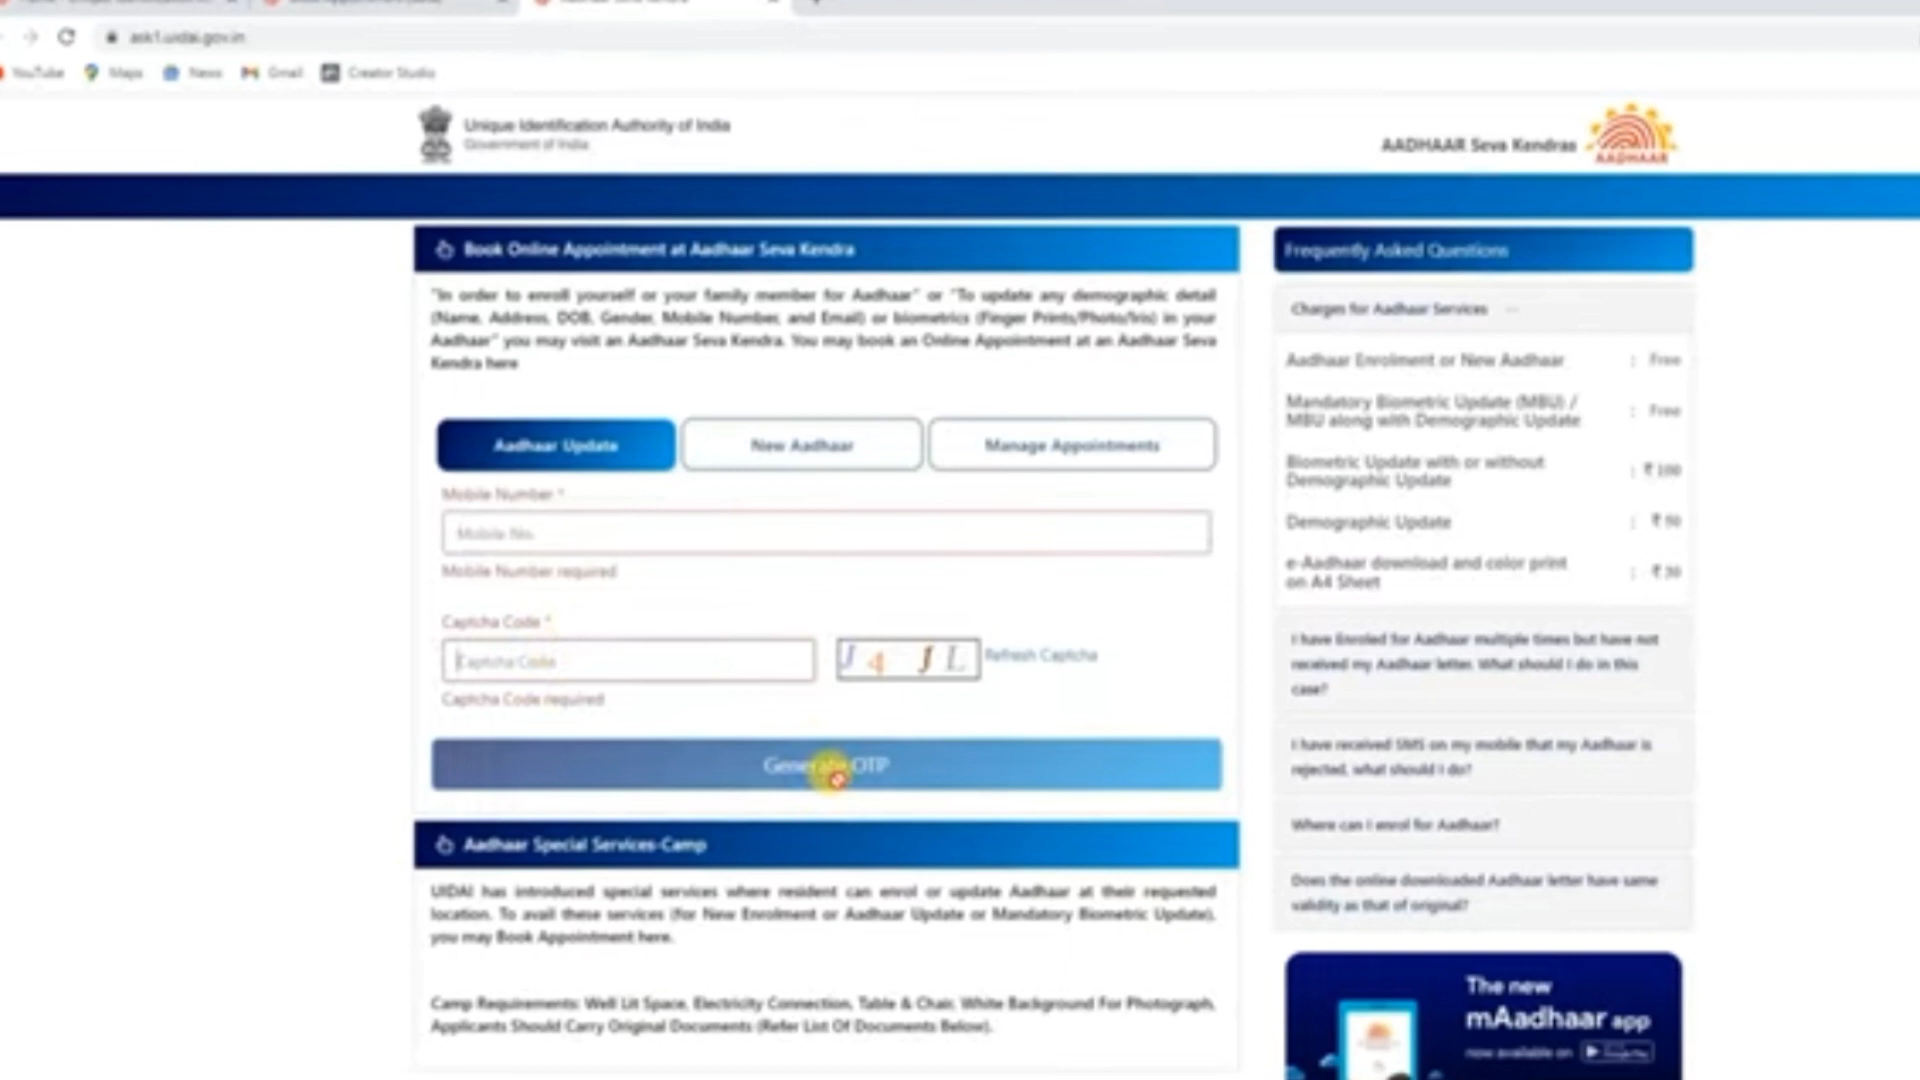 ask1.uidai.gov.in
YouTube Maps News Gmail Creator Studio
Unique Identification Authority of India
Government of India
AADHAAR Seva Kendras
AADHAAR
Book Online Appointment at Aadhaar Seva Kendra
"In order to enroll yourself or your family member for Aadhaar" or "To update any demographic detail
(Name, Address, DOB, Gender, Mobile Number, and Email) or biometrics (Finger Prints/Photo/Iris) in your
Aadhaar" you may visit an Aadhaar Seva Kendra. You may book an Online Appointment at an Aadhaar Seva
Kendra here
Aadhaar Update
New Aadhaar
Manage Appointments
Mobile Number *
Mobile No.
Mobile Number required
Captcha Code *
Captcha Code
Refresh Captcha
Captcha Code required
Generate OTP
Aadhaar Special Services-Camp
UIDAI has introduced special services where resident can enrol or update Aadhaar at their requested
location. To avail these services (for New Enrolment or Aadhaar Update or Mandatory Biometric Update),
you may Book Appointment here.
Camp Requirements: Well Lit Space, Electricity Connection, Table & Chair, White Background For Photograph,
Applicants Should Carry Original Documents (Refer List Of Documents Below).
Frequently Asked Questions
Charges for Aadhaar Services
Aadhaar Enrolment or New Aadhaar : Free
Mandatory Biometric Update (MBU) /
MBU along with Demographic Update : Free
Biometric Update with or without
Demographic Update : ₹ 100
Demographic Update : ₹ 50
e-Aadhaar download and color print
on A4 Sheet : ₹ 30
I have Enroled for Aadhaar multiple times but have not
received my Aadhaar letter. What should I do in this
case?
I have received SMS on my mobile that my Aadhaar is
rejected, what should I do?
Where can I enrol for Aadhaar?
Does the online downloaded Aadhaar letter have same
validity as that of original?
The new
mAadhaar app
now available on Google Play